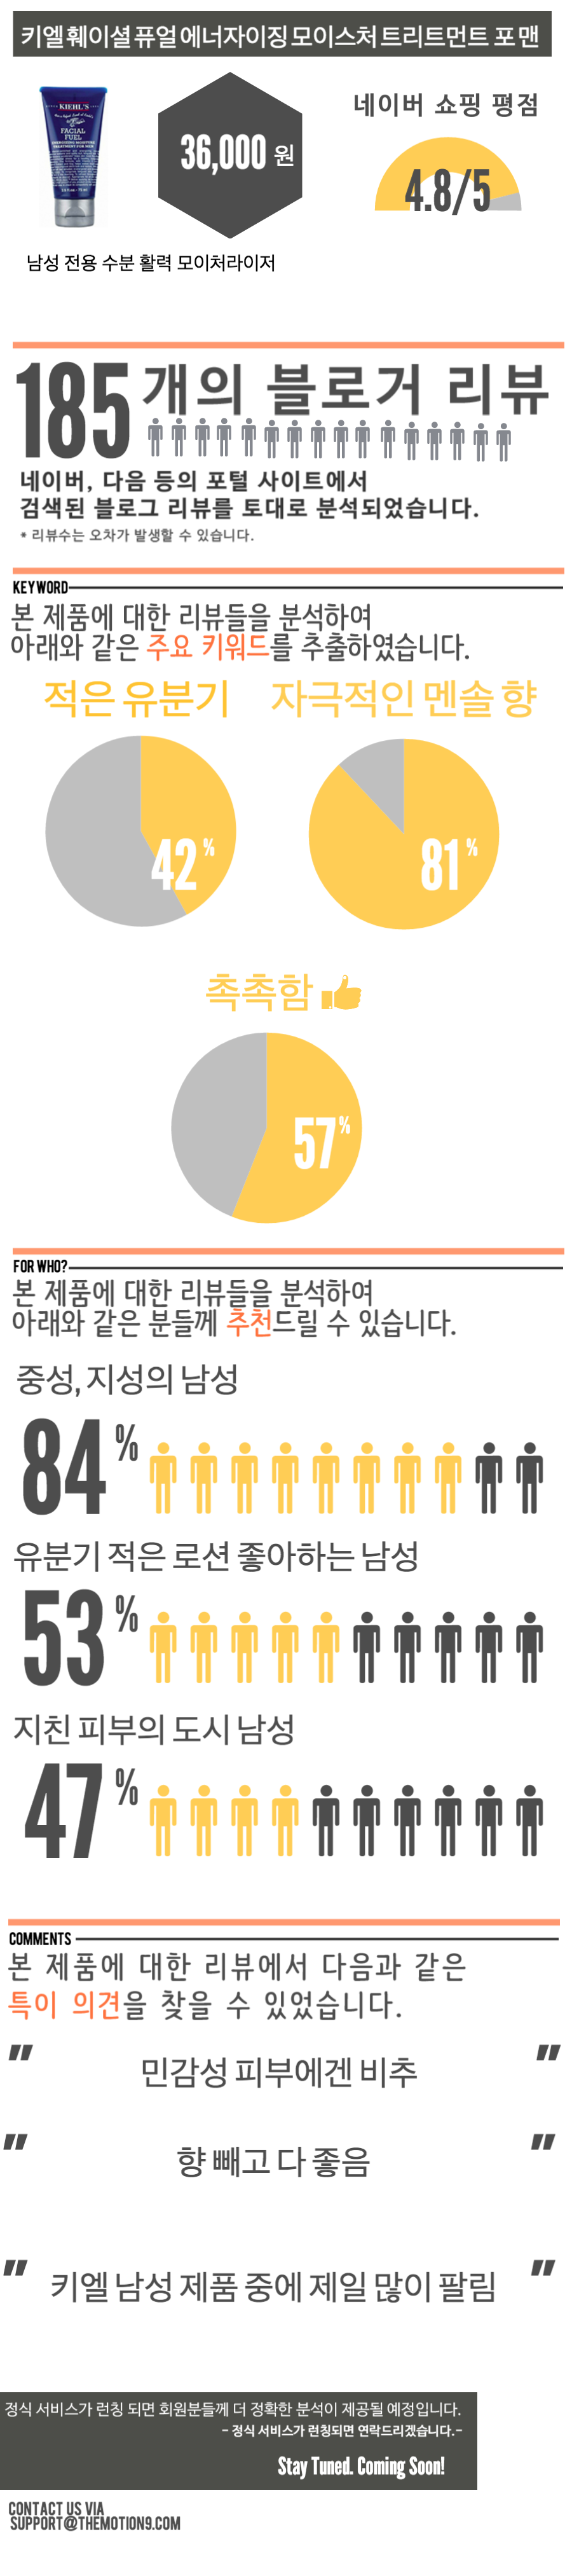 키엘 훼이셜 퓨얼 에너자이징 모이스처 트리트먼트 포 맨
KIEHL'S
FACIAL
FUEL
36,000 원
네이버 쇼핑 평점
4.8/5
남성 전용 수분 활력 모이처라이저
185 개의 블로거 리뷰
네이버, 다음 등의 포털 사이트에서
검색된 블로그 리뷰를 토대로 분석되었습니다.
* 리뷰수는 오차가 발생할 수 있습니다.
KEYWORD
본 제품에 대한 리뷰들을 분석하여
아래와 같은 주요 키워드를 추출하였습니다.
적은 유분기
자극적인 멘솔 향
42%
81%
촉촉함
57%
FOR WHO?
본 제품에 대한 리뷰들을 분석하여
아래와 같은 분들께 추천드릴 수 있습니다.
중성, 지성의 남성
84%
유분기 적은 로션 좋아하는 남성
53%
지친 피부의 도시 남성
47%
COMMENTS
본 제품에 대한 리뷰에서 다음과 같은
특이 의견을 찾을 수 있었습니다.
" 민감성 피부에겐 비추 "
" 향 빼고 다 좋음 "
" 키엘 남성 제품 중에 제일 많이 팔림 "
정식 서비스가 런칭 되면 회원분들께 더 정확한 분석이 제공될 예정입니다.
- 정식 서비스가 런칭되면 연락드리겠습니다.-
Stay Tuned. Coming Soon!
CONTACT US VIA
SUPPORT@THEMOTION9.COM